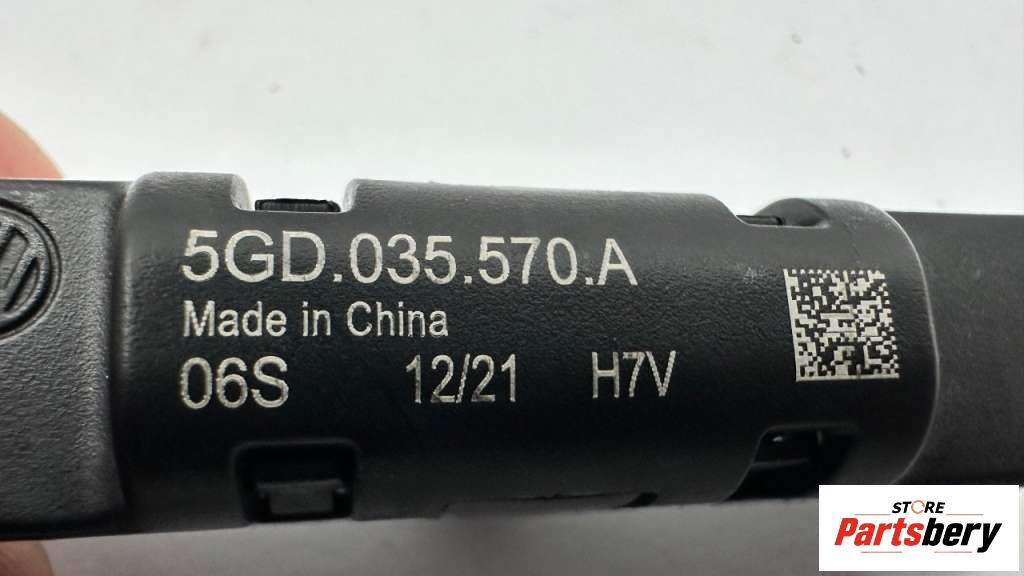 5GD.035.570.A
Made in China
06S 12/21 H7V
STORE
Partsbery